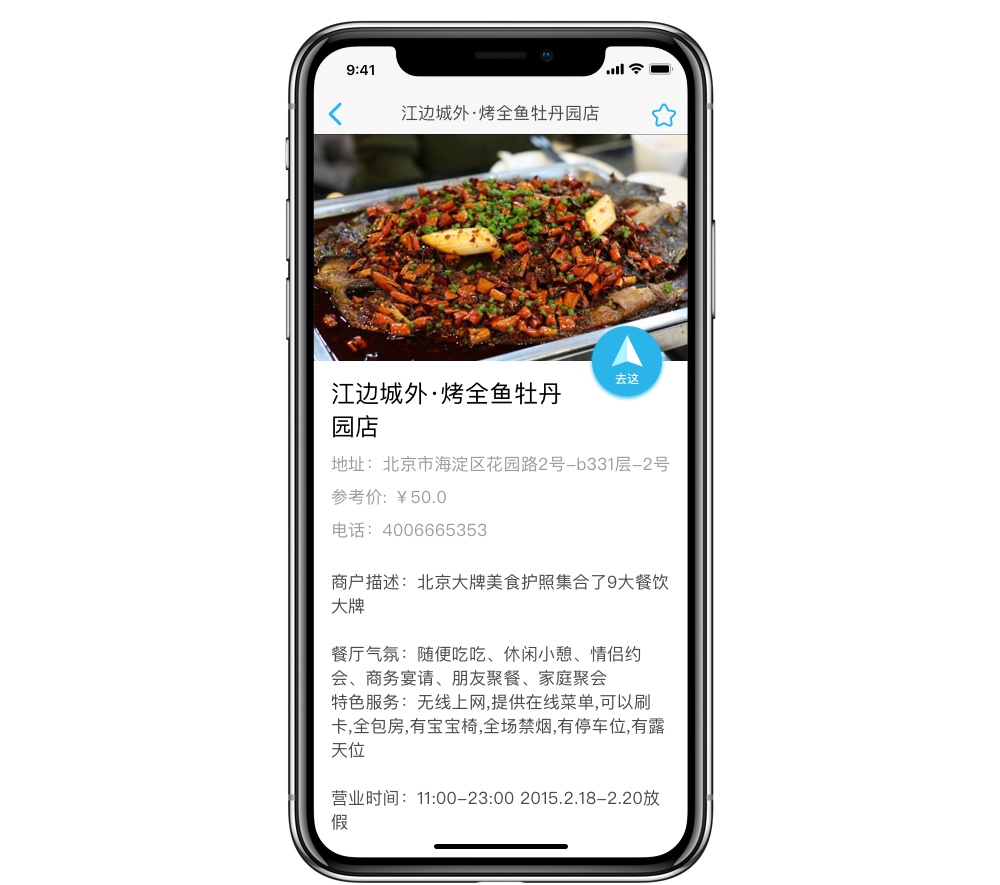 9:41
江边城外·烤全鱼牡丹园店
去这
江边城外·烤全鱼牡丹
园店
地址：北京市海淀区花园路2号-b331层-2号
参考价：￥50.0
电话：4006665353
商户描述：北京大牌美食护照集合了9大餐饮
大牌
餐厅气氛：随便吃吃、休闲小憩、情侣约
会、商务宴请、朋友聚餐、家庭聚会
特色服务：无线上网,提供在线菜单,可以刷
卡,全包房,有宝宝椅,全场禁烟,有停车位,有露
天位
营业时间：11:00-23:00 2015.2.18-2.20放
假